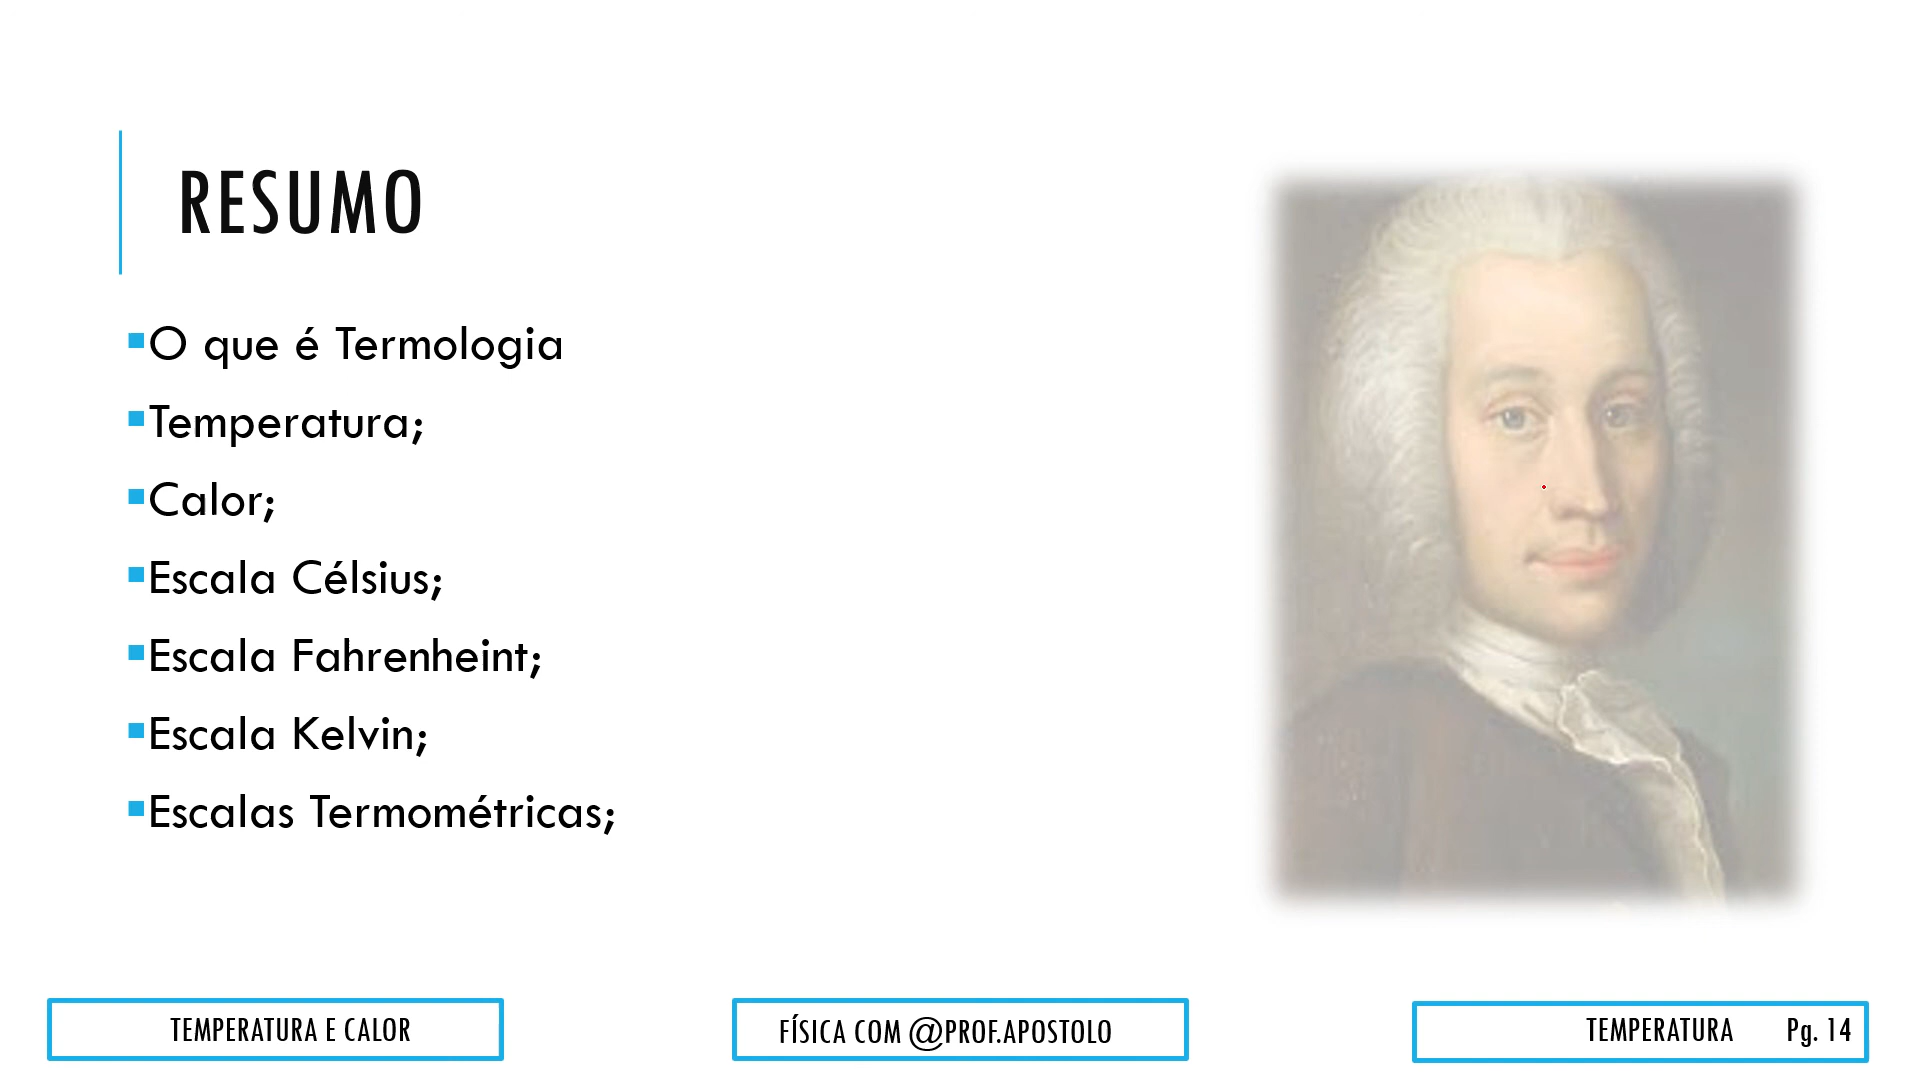 RESUMO
▪O que é Termologia
▪Temperatura;
▪Calor;
▪Escala Célsius;
▪Escala Fahrenheint;
▪Escala Kelvin;
▪Escalas Termométricas;
TEMPERATURA E CALOR
FÍSICA COM @PROF.APOSTOLO
TEMPERATURA Pg. 14